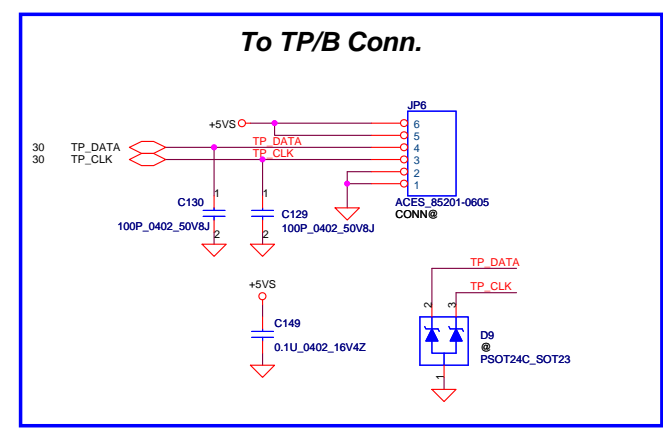 To TP/B Conn.
JP6
+5VS
6
5
30 TP_DATA TP_DATA 4
30 TP_CLK TP_CLK 3
2
1
C130 1
100P_0402_50V8J
2
1
C129
2 100P_0402_50V8J
ACES_85201-0605
CONN@
+5VS
C149
0.1U_0402_16V4Z
TP_DATA
TP_CLK
2 3
D9
@
PSOT24C_SOT23
1